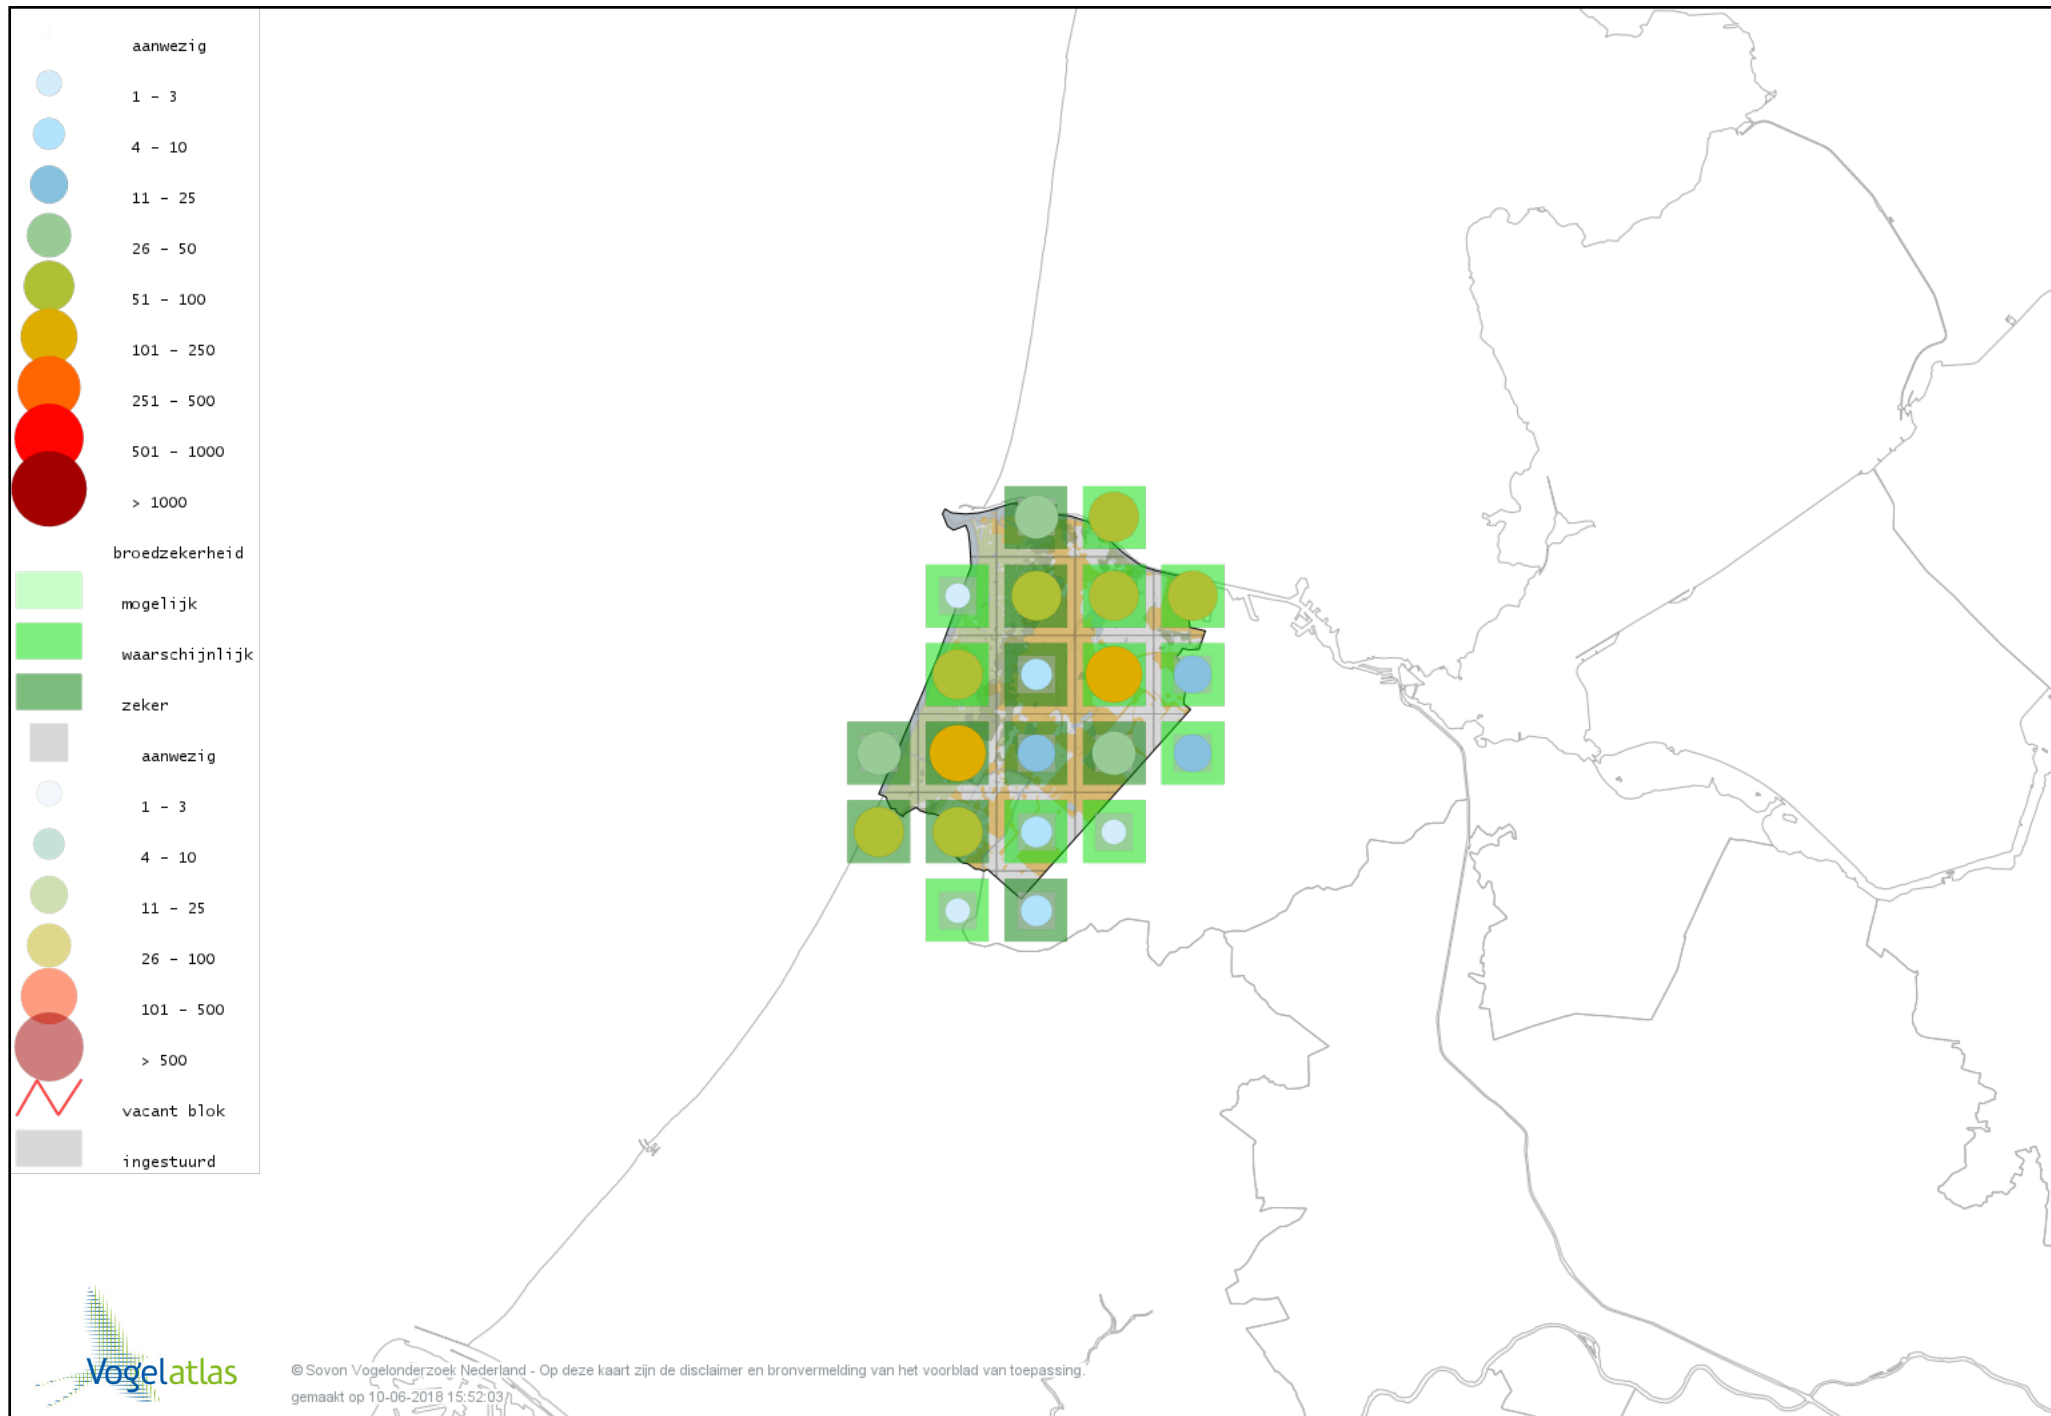 aanwezig
1 - 3
4 - 10
11 - 25
26 - 50
51 - 100
101 - 250
251 - 500
501 - 1000
> 1000
broedzekerheid
mogelijk
waarschijnlijk
zeker
aanwezig
1 - 3
4 - 10
11 - 25
26 - 100
101 - 500
> 500
vacant blok
ingestuurd
Vogelatlas
© Sovon Vogelonderzoek Nederland - Op deze kaart zijn de disclaimer en bronvermelding van het voorblad van toepassing.
gemaakt op 10-06-2018 15:52:03